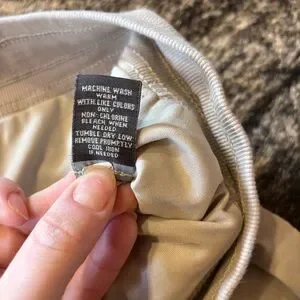 MACHINE WASH
WARM
WITH LIKE COLORS
ONLY
NON-CHLORINE
BLEACH WHEN
NEEDED
TUMBLE DRY LOW
REMOVE PROMPTLY
COOL IRON
IF NEEDED